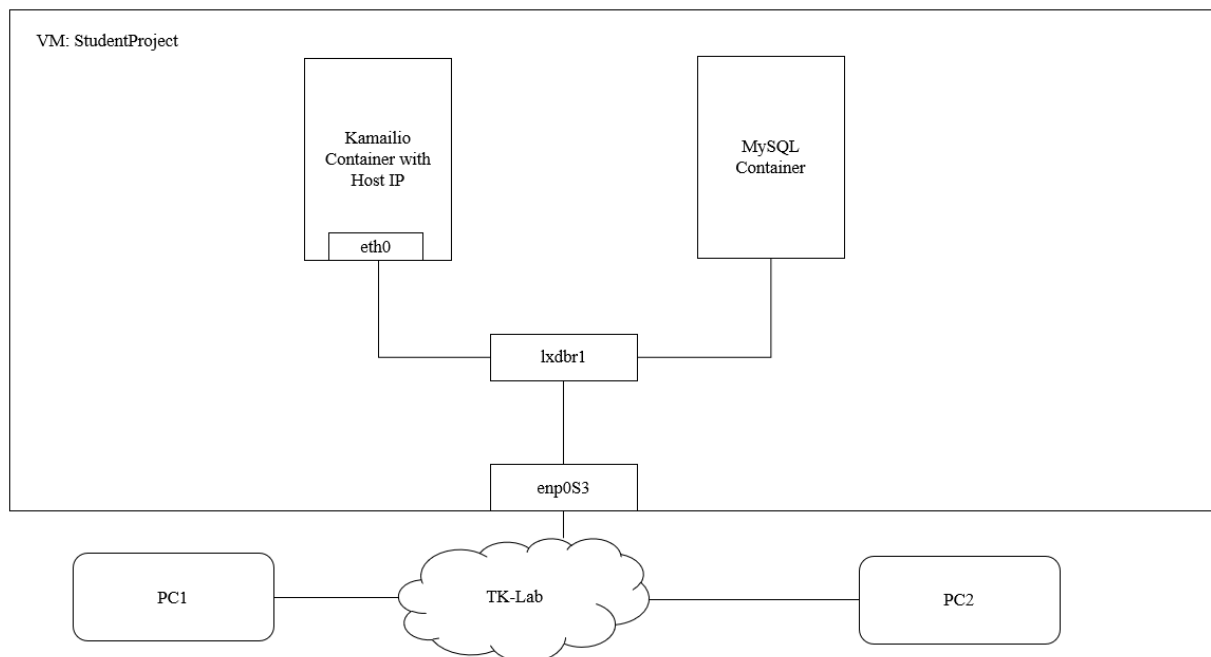 VM: StudentProject
Kamailio
Container with
Host IP
eth0
MySQL
Container
lxdbr1
enp0S3
PC1
TK-Lab
PC2